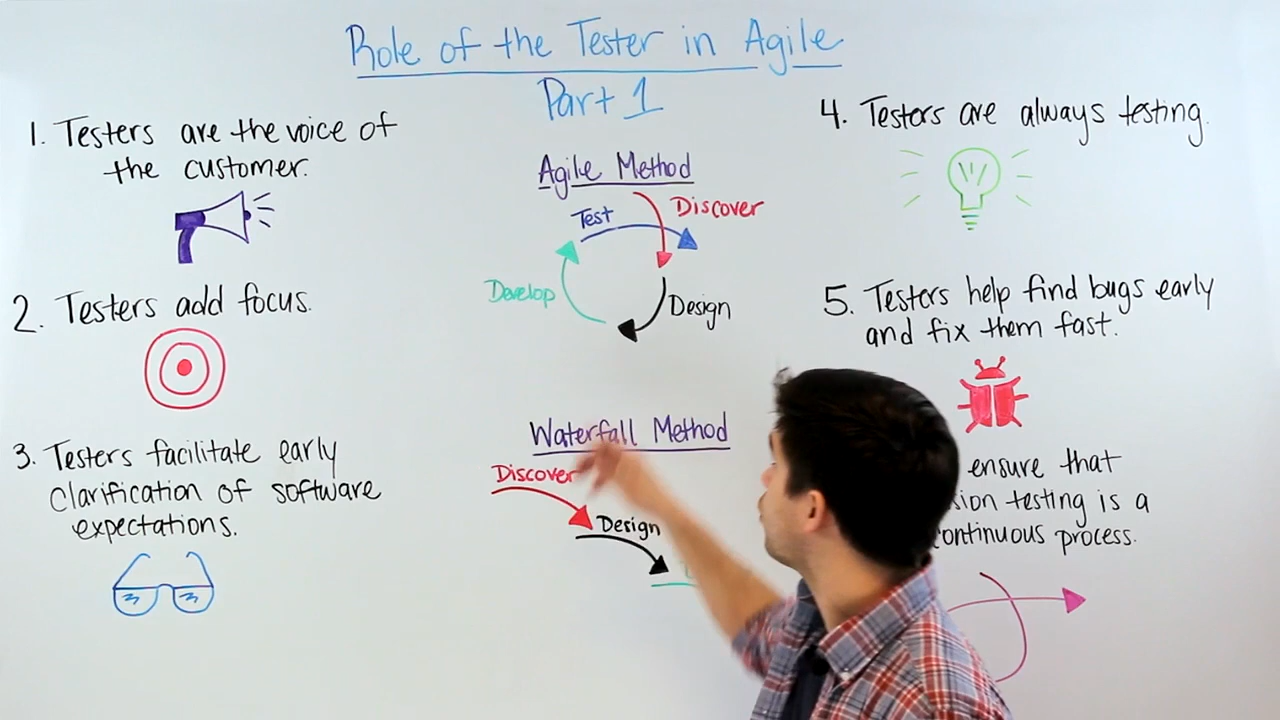 Role of the Tester in Agile
Part 1
1. Testers are the voice of
the customer.
2. Testers add focus.
3. Testers facilitate early
clarification of software
expectations.
Agile Method
Test
Discover
Develop
Design
Waterfall Method
Discover
Design
4. Testers are always testing.
5. Testers help find bugs early
and fix them fast.
ensure that
sion testing is a
continuous process.